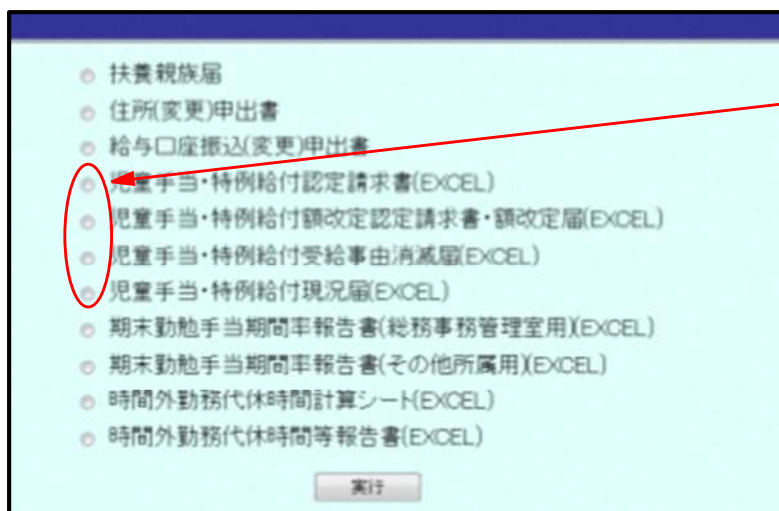 扶養親族届
住所(変更)申出書
給与口座振込(変更)申出書
児童手当・特例給付認定請求書(EXCEL)
児童手当・特例給付額改定認定請求書・額改定届(EXCEL)
児童手当・特例給付受給事由消滅届(EXCEL)
児童手当・特例給付現況届(EXCEL)
期末勤勉手当期間率報告書(総務事務管理室用)(EXCEL)
期末勤勉手当期間率報告書(その他所属用)(EXCEL)
時間外勤務代休時間計算シート(EXCEL)
時間外勤務代休時間等報告書(EXCEL)
実行